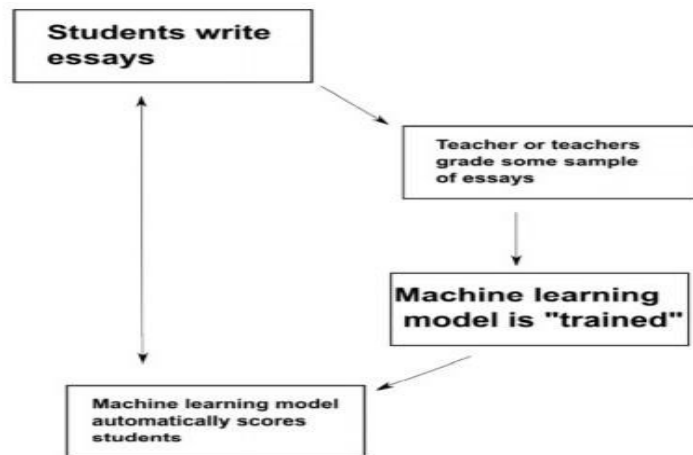 Students write
essays
Teacher or teachers
grade some sample
of essays
Machine learning
model is "trained"
Machine learning model
automatically scores
students